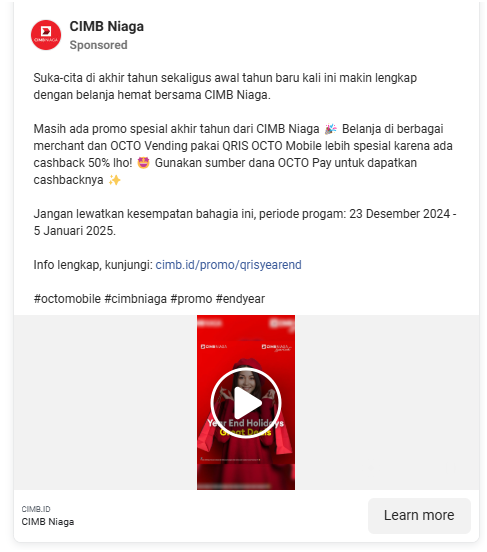 CIMB Niaga
Sponsored
Suka-cita di akhir tahun sekaligus awal tahun baru kali ini makin lengkap
dengan belanja hemat bersama CIMB Niaga.
Masih ada promo spesial akhir tahun dari CIMB Niaga 🎉 Belanja di berbagai
merchant dan OCTO Vending pakai QRIS OCTO Mobile lebih spesial karena ada
cashback 50% lho! 🤩 Gunakan sumber dana OCTO Pay untuk dapatkan
cashbacknya ✨
Jangan lewatkan kesempatan bahagia ini, periode progam: 23 Desember 2024 -
5 Januari 2025.
Info lengkap, kunjungi: cimb.id/promo/qrisyearend
#octomobile #cimbniaga #promo #endyear
CIMB NIAGA
CIMB NIAGA
Year End Holidays
Great Deals
CIMB.ID
CIMB Niaga
Learn more